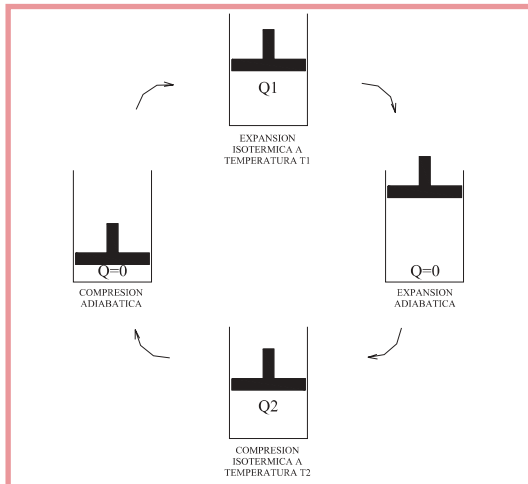 Q1
EXPANSION
ISOTERMICA A
TEMPERATURA T1
Q=0
COMPRESION
ADIABATICA
Q=0
EXPANSION
ADIABATICA
Q2
COMPRESION
ISOTERMICA A
TEMPERATURA T2